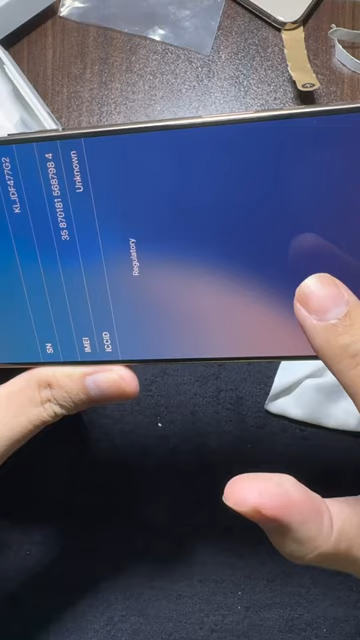 SN KLJDF477G2
IMEI 35 870181 568798 4
ICCID Unknown
Regulatory